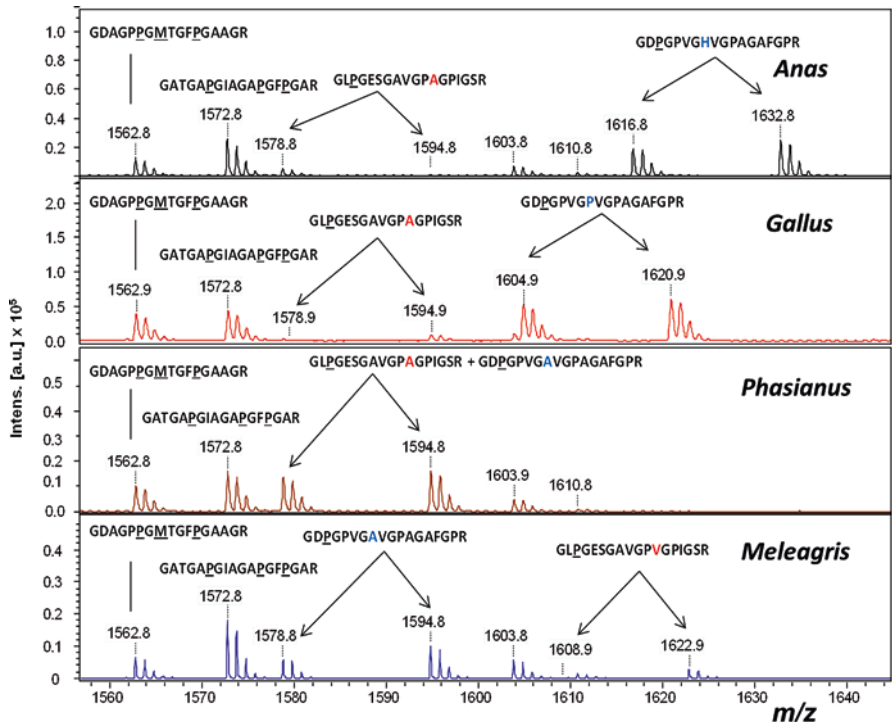 GDAGPPGMTGFPGAAGR
GATGAPGIAGAPGFPGAR
GLPGESGAVGPAGPIGSR
GDPGPVGHVGPAGAFGPR
Anas
1.0
0.8
0.6
0.4
0.2
1562.8
1572.8
1578.8
1594.8
1603.8
1610.8
1616.8
1632.8
GDAGPPGMTGFPGAAGR
GATGAPGIAGAPGFPGAR
GLPGESGAVGPAGPIGSR
GDPGPVGPVGPAGAFGPR
Gallus
2.0
1.5
1.0
0.5
0.0
1562.9
1572.8
1578.9
1594.9
1604.9
1620.9
Intens. [a.u.] x 10⁵
GDAGPPGMTGFPGAAGR
GATGAPGIAGAPGFPGAR
GLPGESGAVGPAGPIGSR + GDPGPVGAVGPAGAFGPR
Phasianus
0.5
0.4
0.3
0.2
0.1
0.0
1562.8
1572.8
1594.8
1603.9
1610.8
GDAGPPGMTGFPGAAGR
GATGAPGIAGAPGFPGAR
GDPGPVGAVGPAGAFGPR
GLPGESGAVGPVGPIGSR
Meleagris
0.4
0.3
0.2
0.1
0
1562.8
1572.8
1578.8
1594.8
1603.8
1608.9
1622.9
1560 1570 1580 1590 1600 1610 1620 1630 1640
m/z